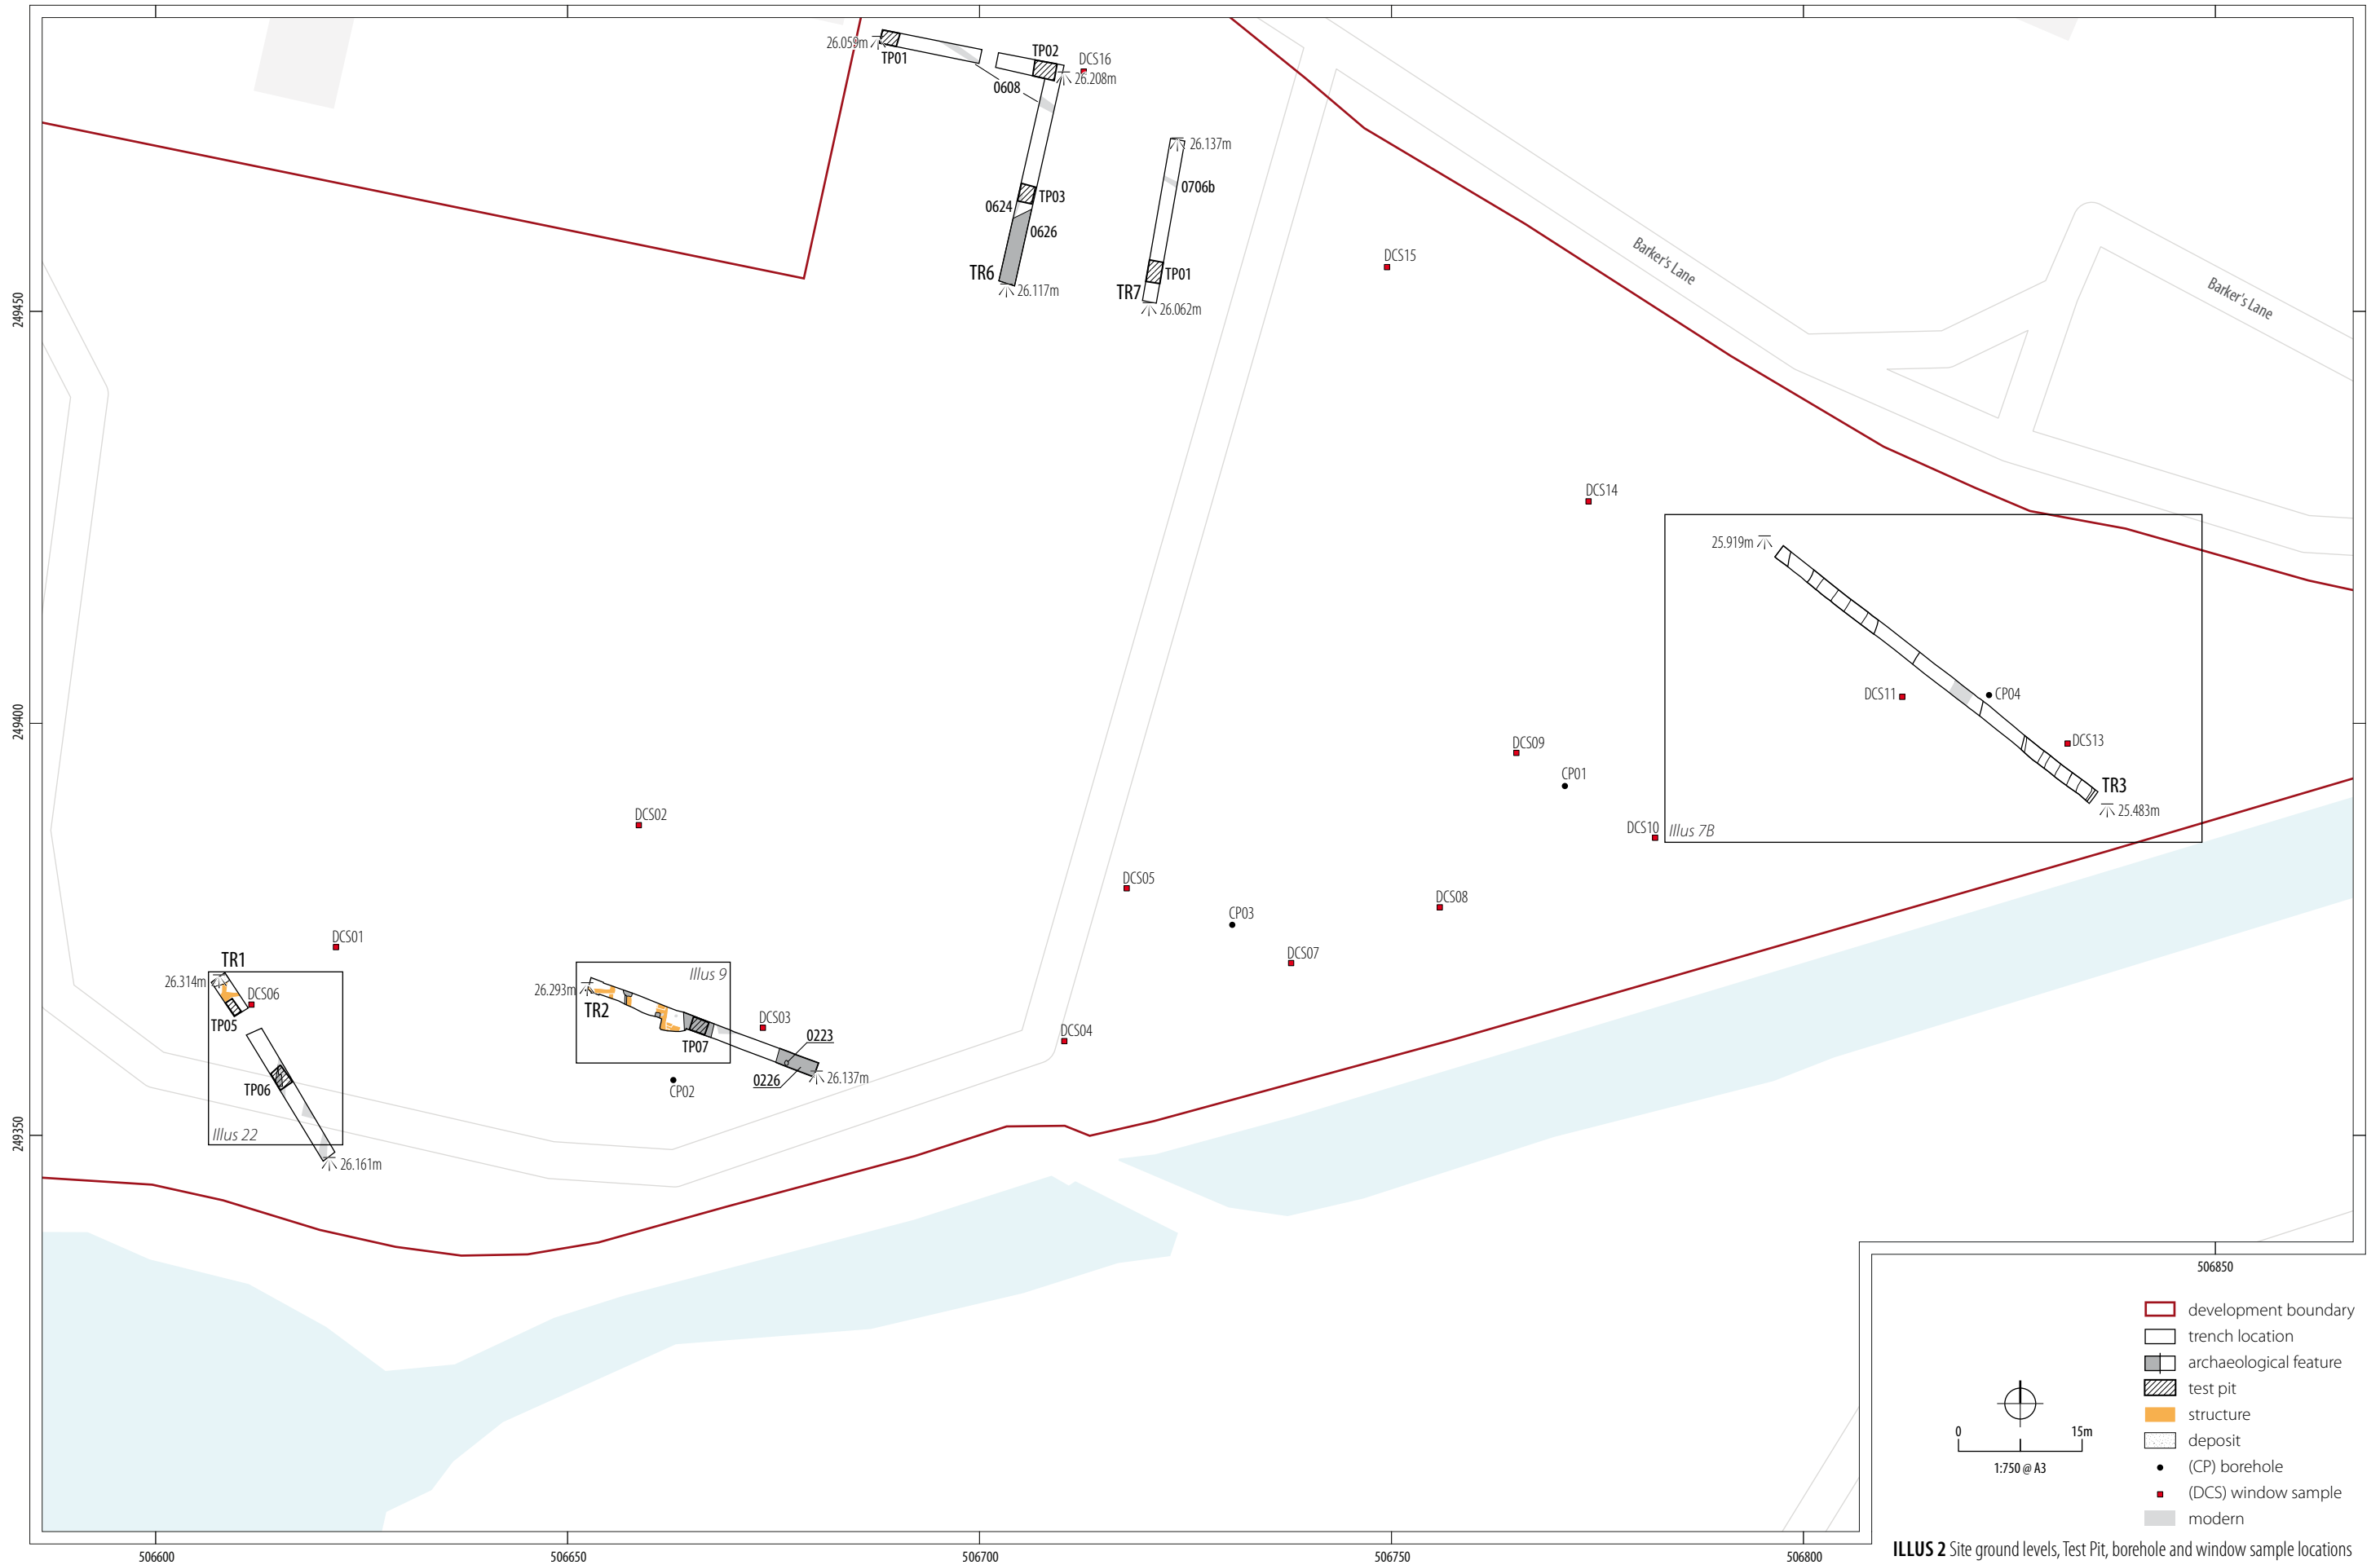 26.059m
TP01
TP02
DCS16
26.208m
0608
26.137m
0706b
TP03
0624
0626
TR6
26.117m
TP01
TR7
26.062m
DCS15
Barker's Lane
Barker's Lane
249450
DCS14
25.919m
DCS11
CP04
DCS13
TR3
25.483m
Illus 7B
249400
DCS09
CP01
DCS10
DCS02
DCS05
DCS08
CP03
DCS07
DCS01
TR1
26.314m
DCS06
TP05
TP06
Illus 22
26.161m
Illus 9
26.293m
TR2
TP07
DCS03
0223
0226
26.137m
CP02
DCS04
249350
506850
development boundary
trench location
archaeological feature
test pit
structure
deposit
(CP) borehole
(DCS) window sample
modern
0 15m
1:750 @ A3
ILLUS 2 Site ground levels, Test Pit, borehole and window sample locations
506600
506650
506700
506750
506800